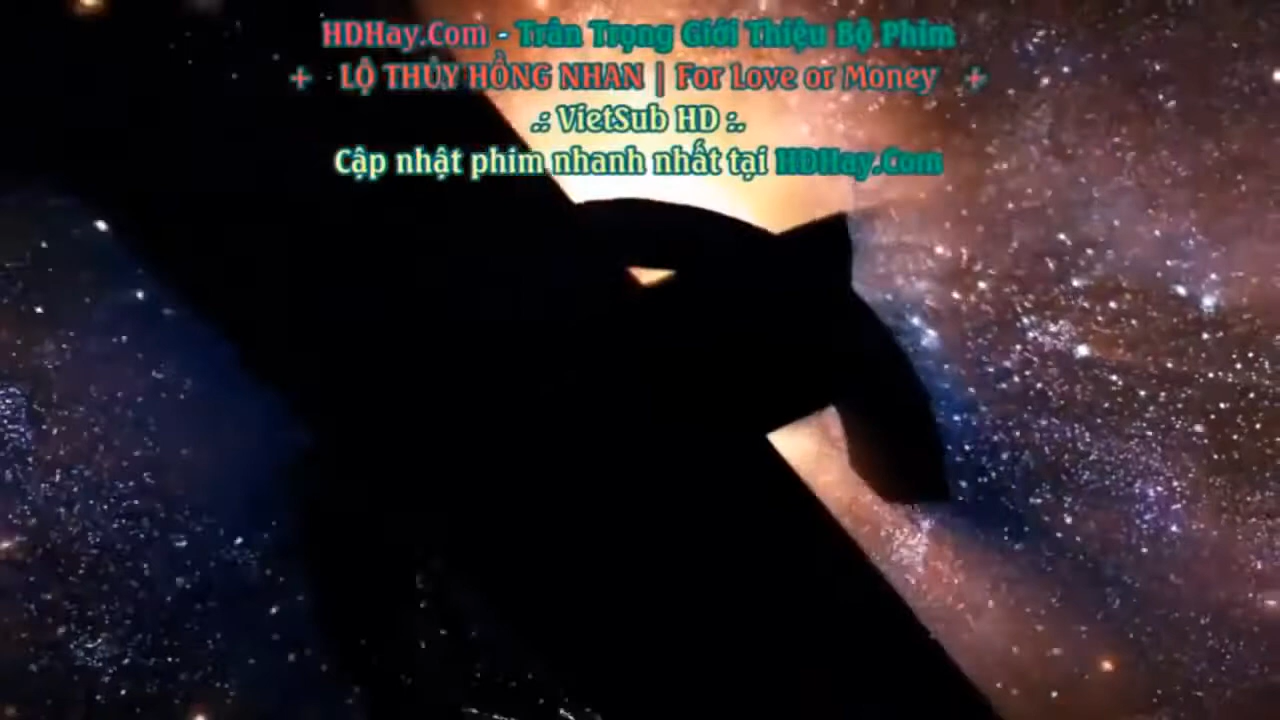 HDHay.Com - Trân Trọng Giới Thiệu Bộ Phim
+ LỘ THỦY HỒNG NHAN | For Love or Money +
.: VietSub HD :.
Cập nhật phim nhanh nhất tại HDHay.Com